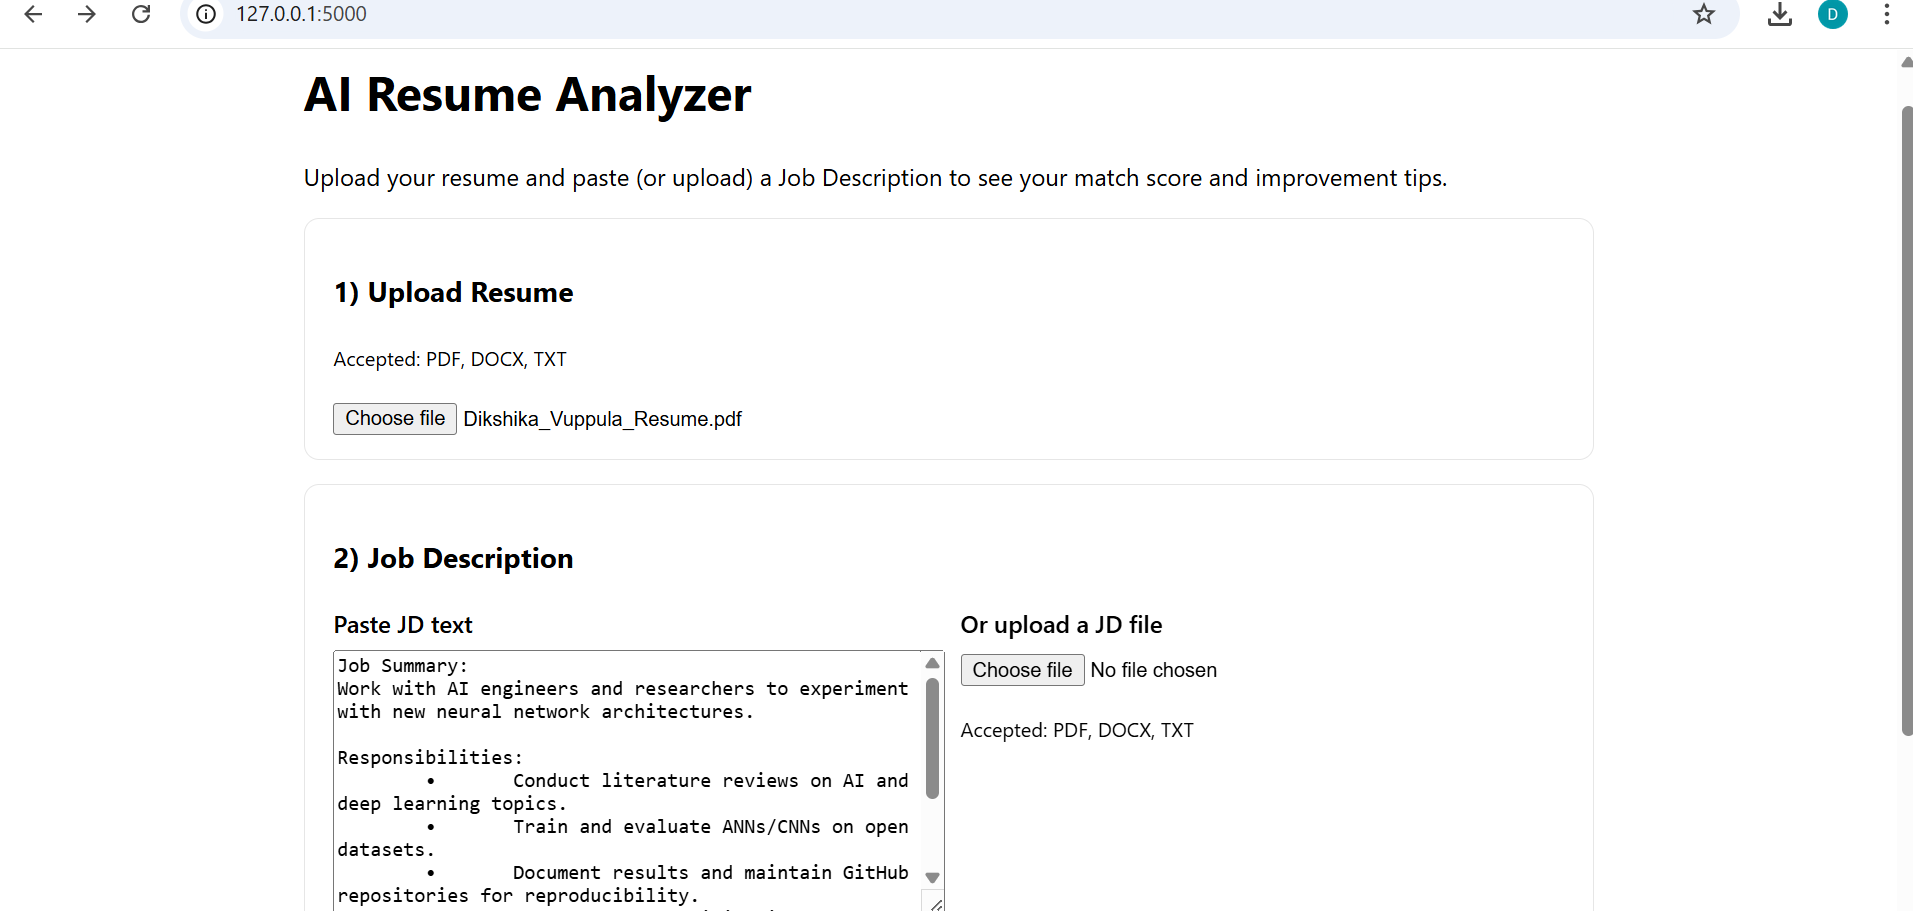 127.0.0.1:5000
D
AI Resume Analyzer
Upload your resume and paste (or upload) a Job Description to see your match score and improvement tips.
1) Upload Resume
Accepted: PDF, DOCX, TXT
Choose file Dikshika_Vuppula_Resume.pdf
2) Job Description
Paste JD text
Job Summary:
Work with AI engineers and researchers to experiment
with new neural network architectures.
Responsibilities:
• Conduct literature reviews on AI and
deep learning topics.
• Train and evaluate ANNs/CNNs on open
datasets.
• Document results and maintain GitHub
repositories for reproducibility.
Or upload a JD file
Choose file No file chosen
Accepted: PDF, DOCX, TXT